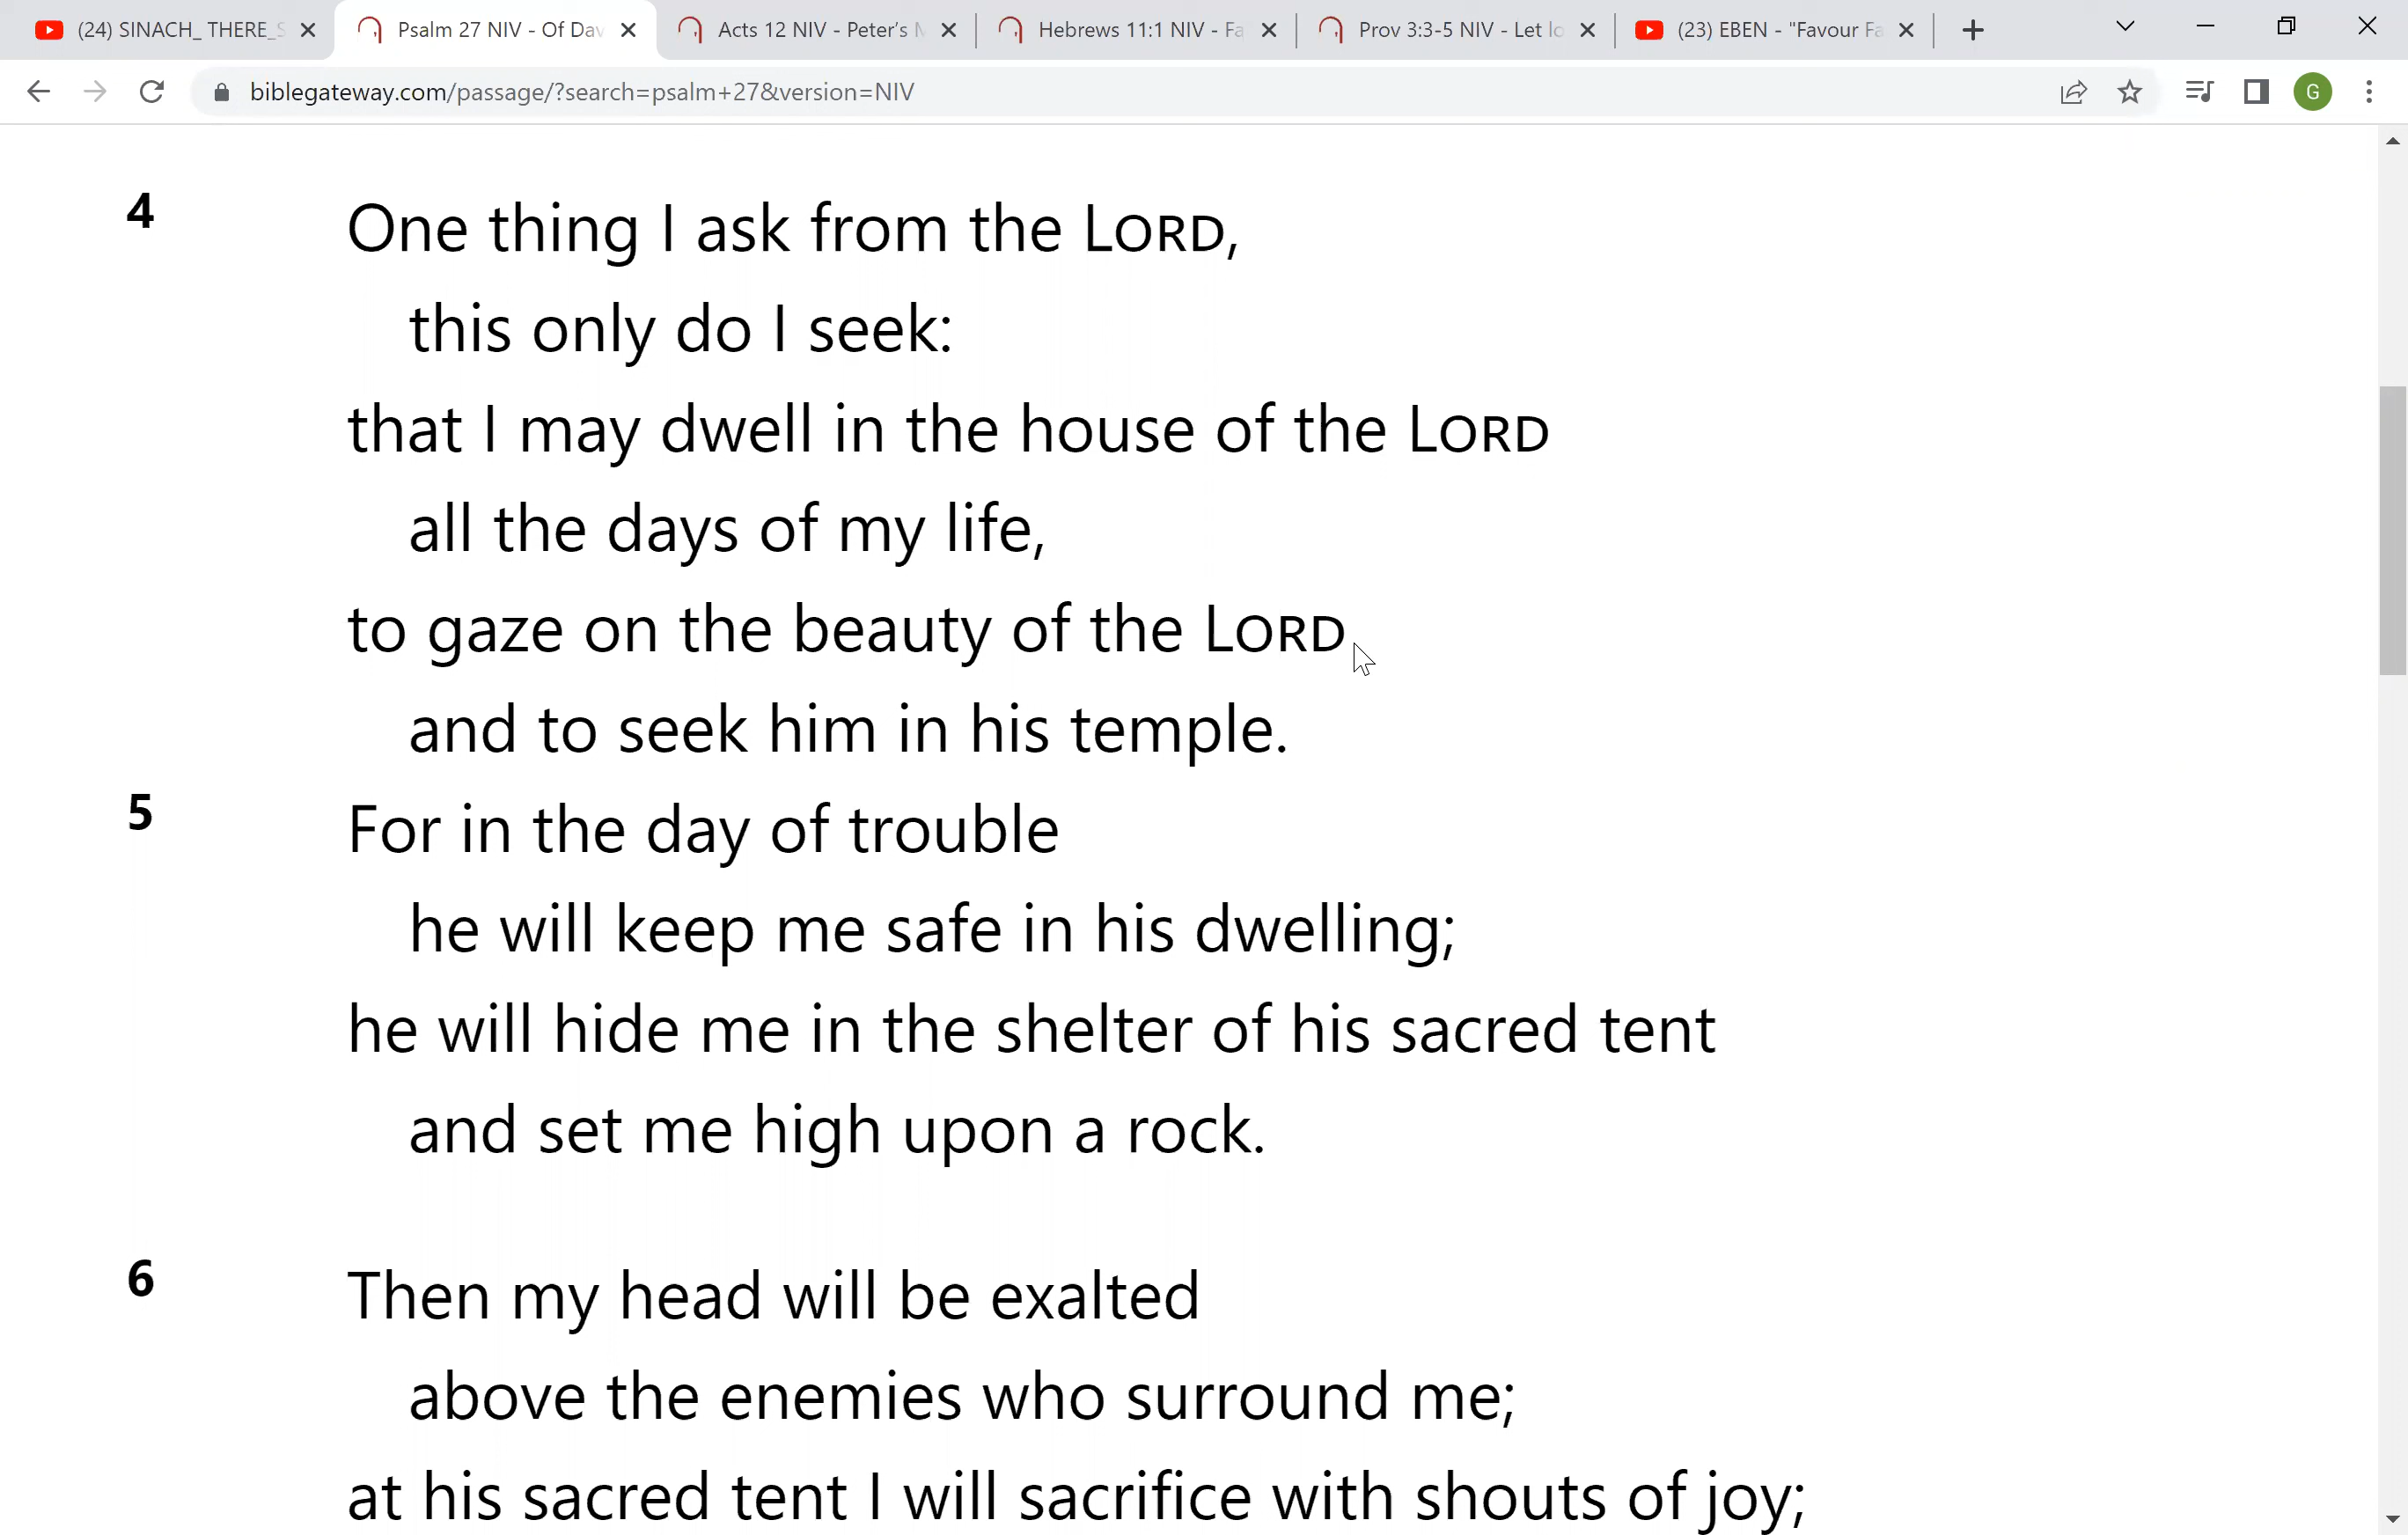 (24) SINACH_ THERE_S
Psalm 27 NIV - Of Dav
Acts 12 NIV - Peter's M
Hebrews 11:1 NIV - Fa
Prov 3:3-5 NIV - Let lo
(23) EBEN - "Favour Fa
biblegateway.com/passage/?search=psalm+27&version=NIV
G
4 One thing I ask from the LORD,
this only do I seek:
that I may dwell in the house of the LORD
all the days of my life,
to gaze on the beauty of the LORD
and to seek him in his temple.
5 For in the day of trouble
he will keep me safe in his dwelling;
he will hide me in the shelter of his sacred tent
and set me high upon a rock.
6 Then my head will be exalted
above the enemies who surround me;
at his sacred tent I will sacrifice with shouts of joy;